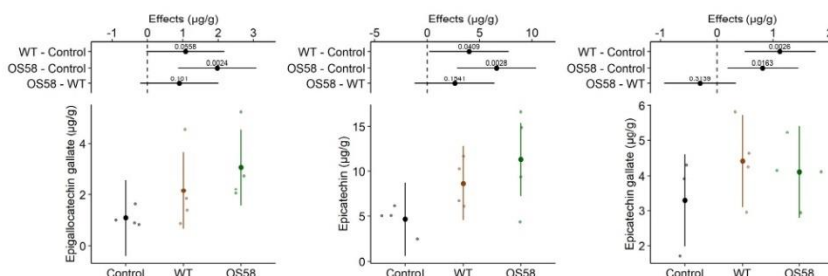 Effects (µg/g)
-1 0 1 2 3
WT - Control 0.0558
OS58 - Control 0.0024
OS58 - WT 0.101
Epigallocatechin gallate (µg/g)
4
2
0
Control WT OS58
Effects (µg/g)
-5 0 5 10
WT - Control 0.0409
OS58 - Control 0.0028
OS58 - WT 0.1941
Epicatechin (µg/g)
15
10
5
0
Control WT OS58
Effects (µg/g)
-1 0 1 2
WT - Control 0.0026
OS58 - Control 0.0163
OS58 - WT 0.3139
Epicatechin gallate (µg/g)
6
5
4
3
2
Control WT OS58